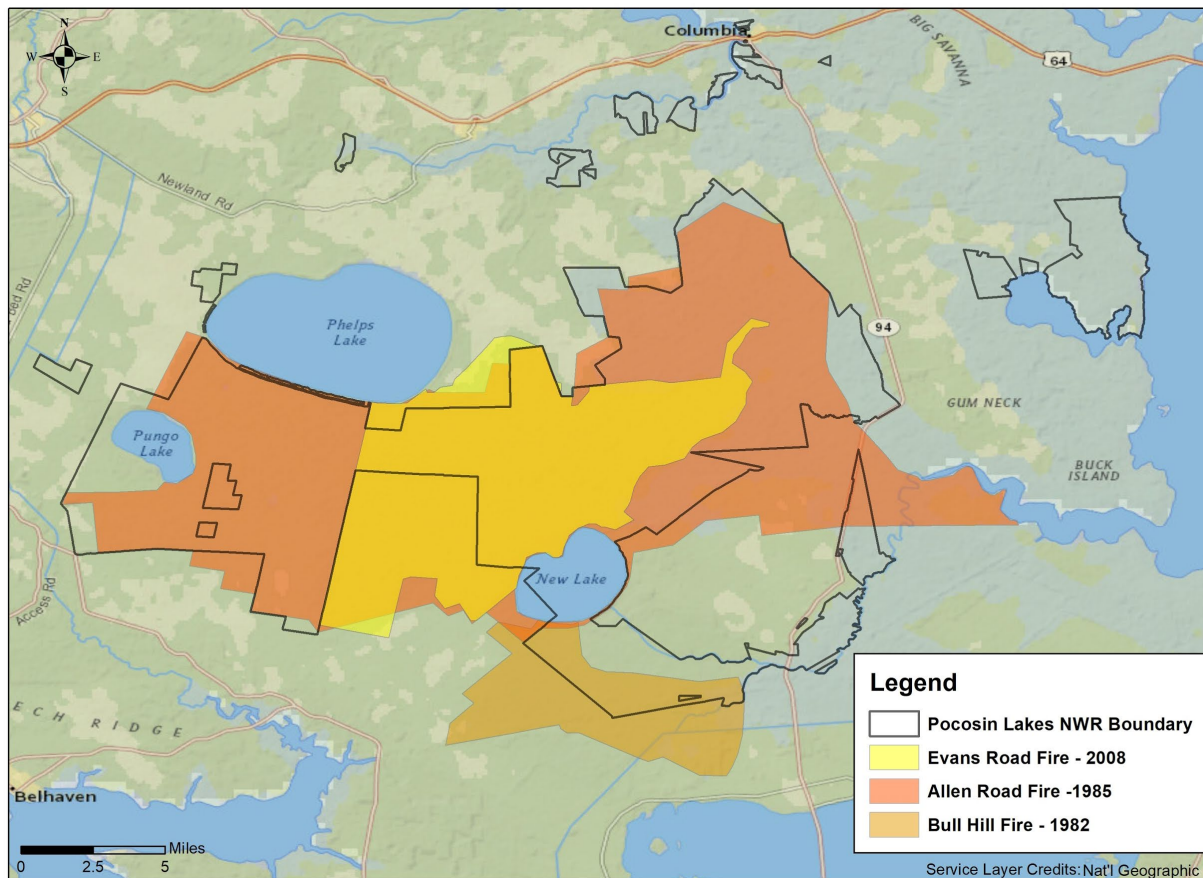 N
W E
S
Columbia
BIG SAVANNA
64
Newland Rd
Phelps
Lake
94
Pungo
Lake
GUM NECK
BUCK
ISLAND
New Lake
Access Rd
Belhaven
Miles
0 2.5 5
Legend
Pocosin Lakes NWR Boundary
Evans Road Fire - 2008
Allen Road Fire -1985
Bull Hill Fire - 1982
Service Layer Credits: Nat'l Geographic